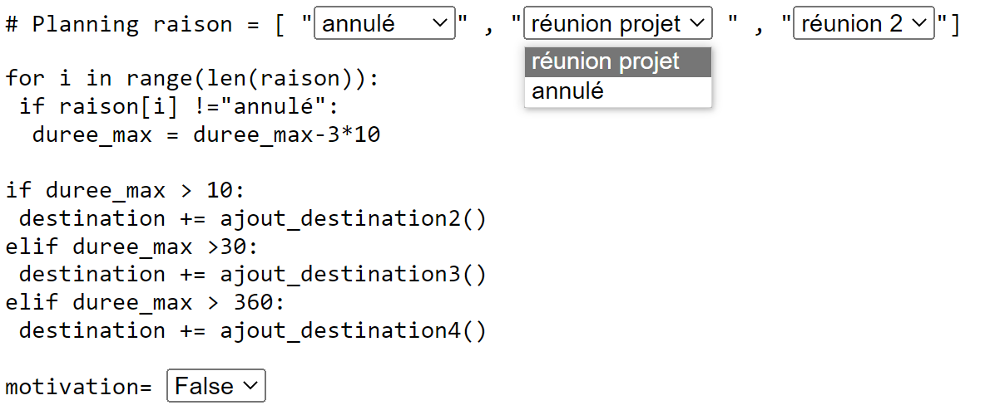 # Planning raison = [ "annulé" , "réunion projet " , "réunion 2"]
réunion projet
for i in range(len(raison)):
annulé
if raison[i] !="annulé":
duree_max = duree_max-3*10
if duree_max > 10:
destination += ajout_destination2()
elif duree_max >30:
destination += ajout_destination3()
elif duree_max > 360:
destination += ajout_destination4()
motivation= False